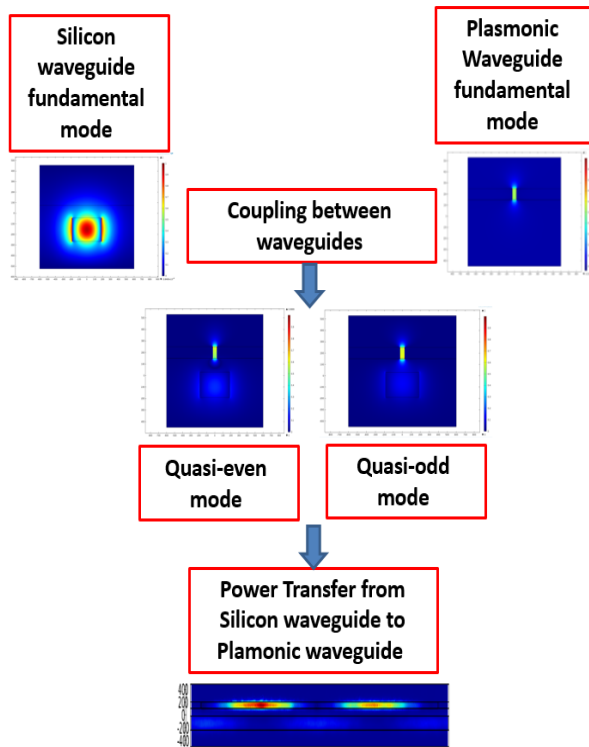 Silicon
waveguide
fundamental
mode
Plasmonic
Waveguide
fundamental
mode
Coupling between
waveguides
Quasi-even
mode
Quasi-odd
mode
Power Transfer from
Silicon waveguide to
Plamonic waveguide
400
200
0
-200
-400